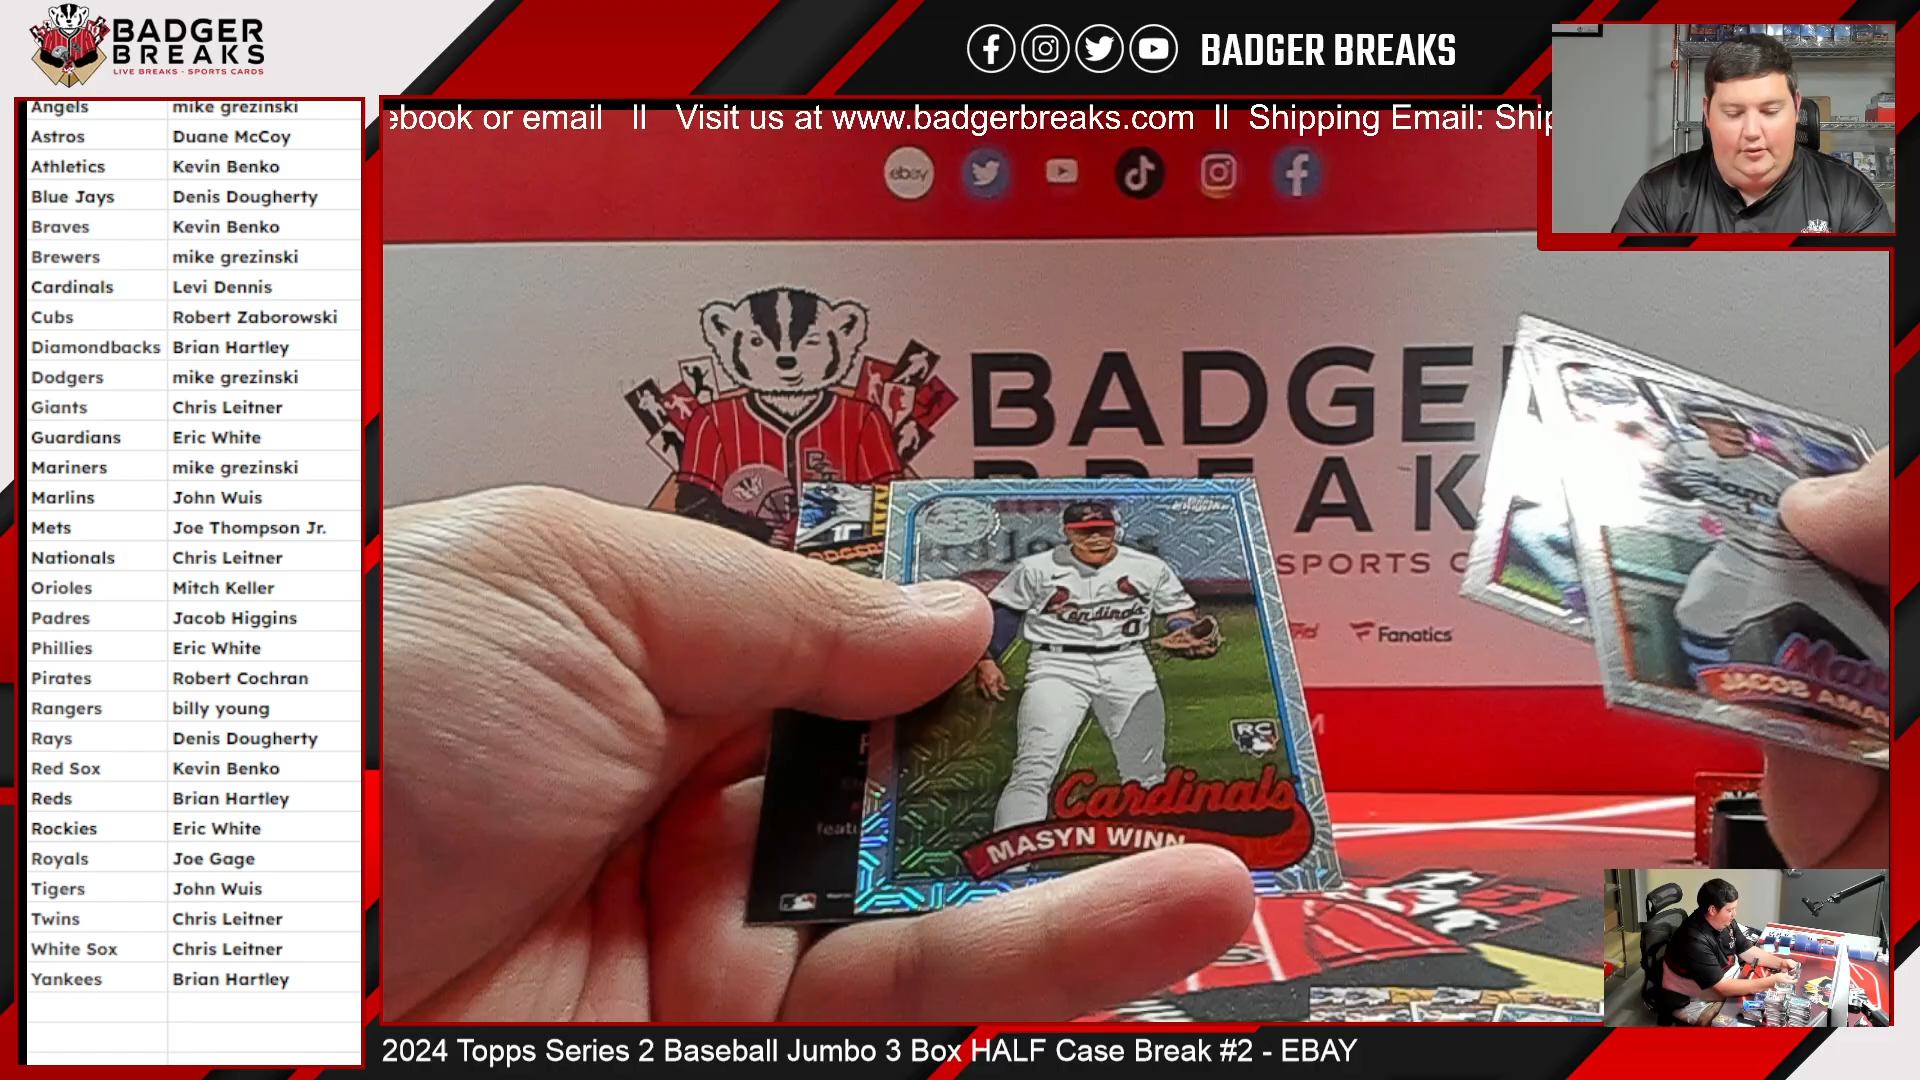 BADGER
BREAKS
LIVE BREAKS - SPORTS CARDS
BADGER BREAKS
ebook or email || Visit us at www.badgerbreaks.com || Shipping Email: Ship
Angels mike grezinski
Astros Duane McCoy
Athletics Kevin Benko
Blue Jays Denis Dougherty
Braves Kevin Benko
Brewers mike grezinski
Cardinals Levi Dennis
Cubs Robert Zaborowski
Diamondbacks Brian Hartley
Dodgers mike grezinski
Giants Chris Leitner
Guardians Eric White
Mariners mike grezinski
Marlins John Wuis
Mets Joe Thompson Jr.
Nationals Chris Leitner
Orioles Mitch Keller
Padres Jacob Higgins
Phillies Eric White
Pirates Robert Cochran
Rangers billy young
Rays Denis Dougherty
Red Sox Kevin Benko
Reds Brian Hartley
Rockies Eric White
Royals Joe Gage
Tigers John Wuis
Twins Chris Leitner
White Sox Chris Leitner
Yankees Brian Hartley
ebay
BADGE
BREAK
SPORTS C
Fanatics
Cardinals
0
RC
Cardinals
MASYN WINN
JACOB AMAYA
2024 Topps Series 2 Baseball Jumbo 3 Box HALF Case Break #2 - EBAY